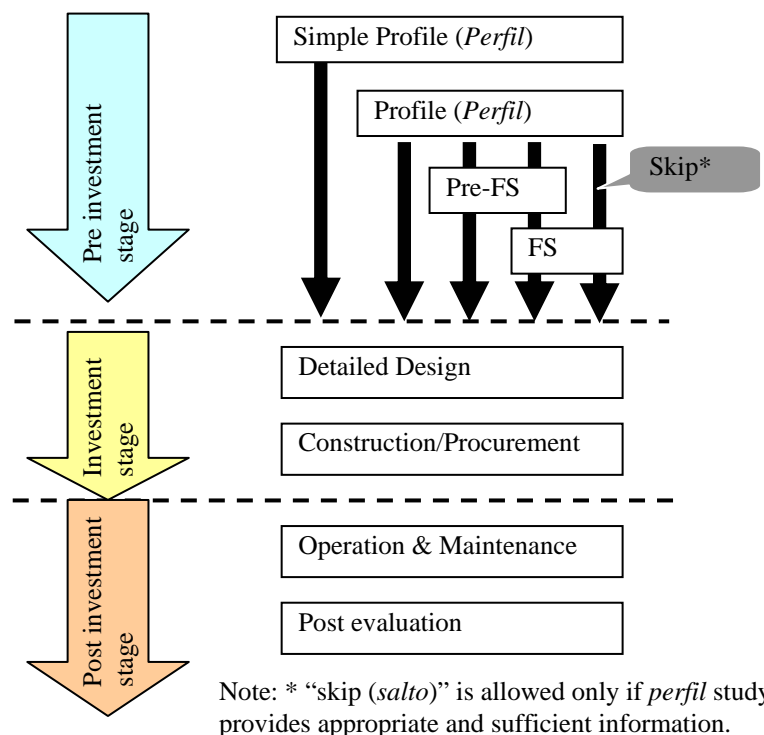 Simple Profile (Perfil)
Profile (Perfil)
Skip*
Pre-FS
FS
Pre investment
stage
Detailed Design
Construction/Procurement
Investment
stage
Operation & Maintenance
Post evaluation
Post investment
stage
Note: * “skip (salto)” is allowed only if perfil study
provides appropriate and sufficient information.